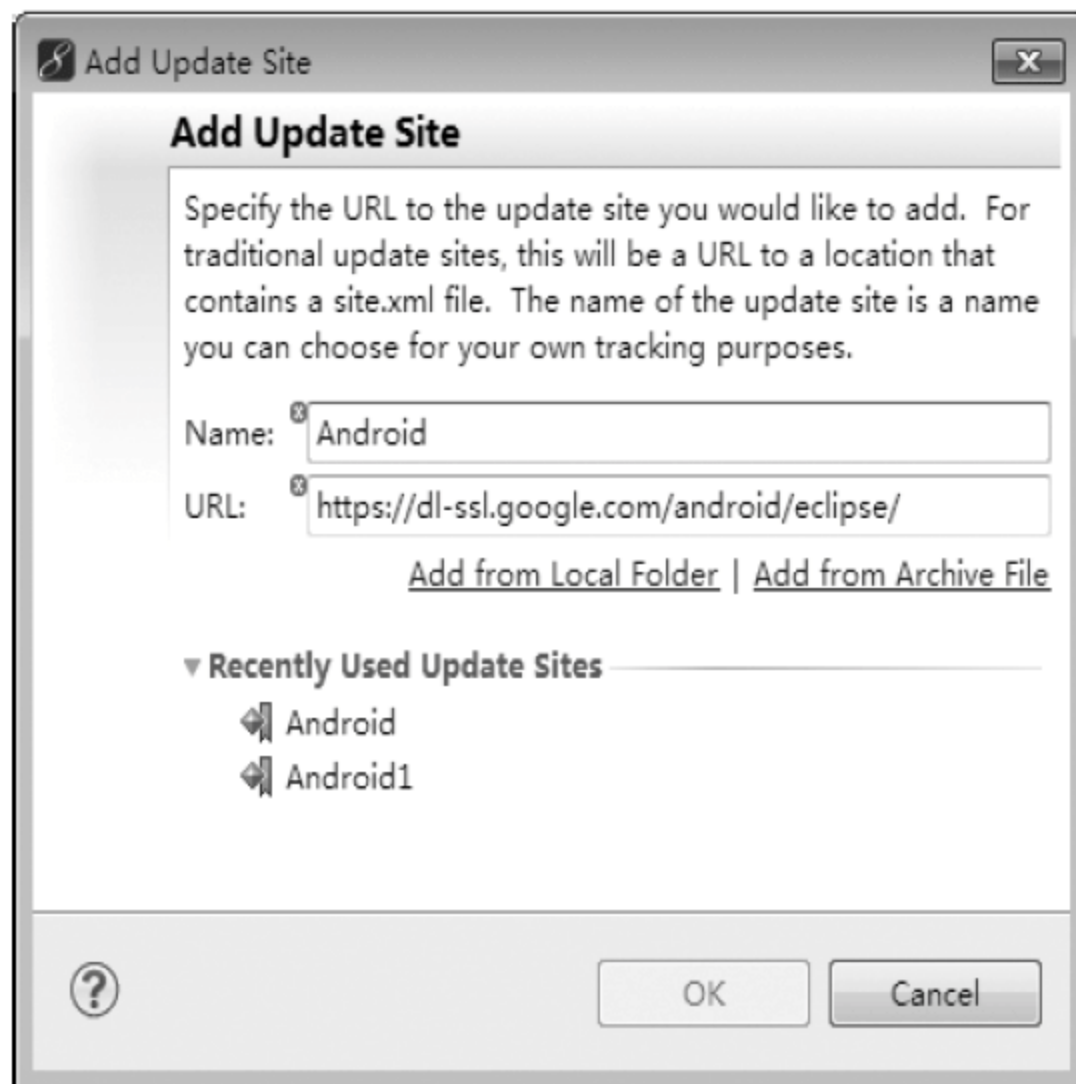 Add Update Site
Add Update Site
Specify the URL to the update site you would like to add.  For
traditional update sites, this will be a URL to a location that
contains a site.xml file.  The name of the update site is a name
you can choose for your own tracking purposes.
Name: Android
URL: https://dl-ssl.google.com/android/eclipse/
Add from Local Folder | Add from Archive File
Recently Used Update Sites
Android
Android1
OK Cancel